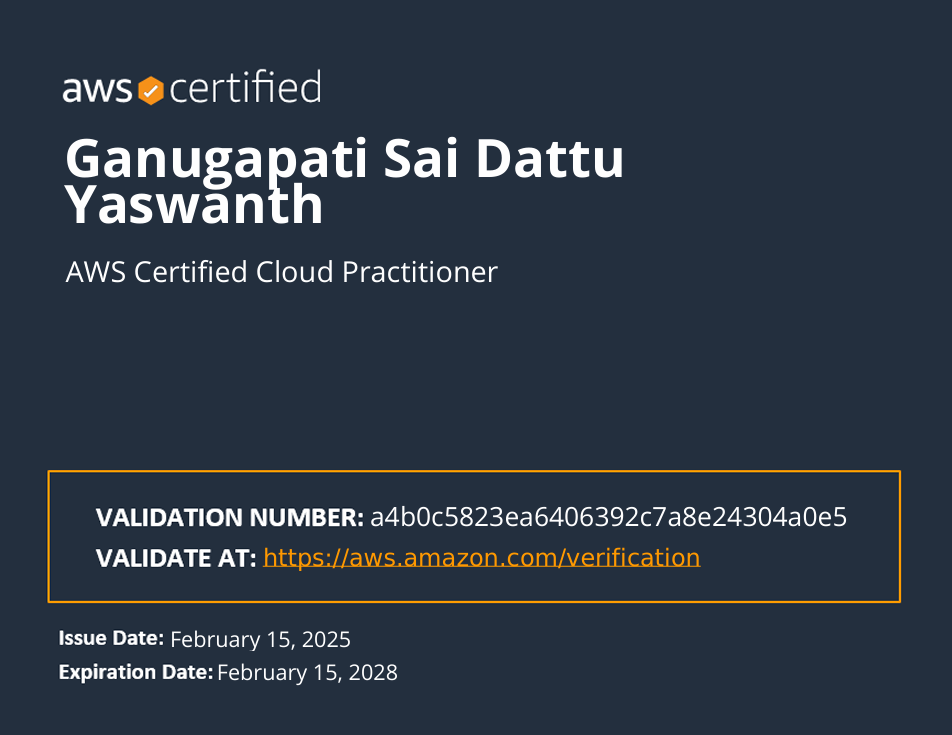 aws certified
Ganugapati Sai Dattu
Yaswanth
AWS Certified Cloud Practitioner
VALIDATION NUMBER: a4b0c5823ea6406392c7a8e24304a0e5
VALIDATE AT: https://aws.amazon.com/verification
Issue Date: February 15, 2025
Expiration Date: February 15, 2028